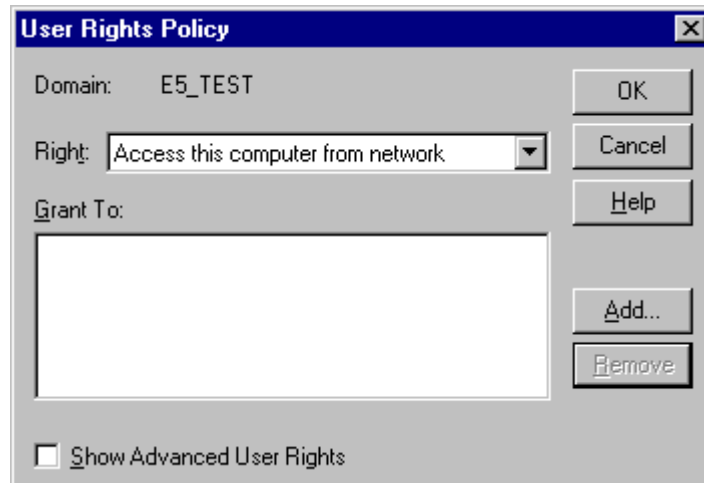 User Rights Policy
Domain: E5_TEST
OK
Right: Access this computer from network
Cancel
Help
Grant To:
Add...
Remove
Show Advanced User Rights